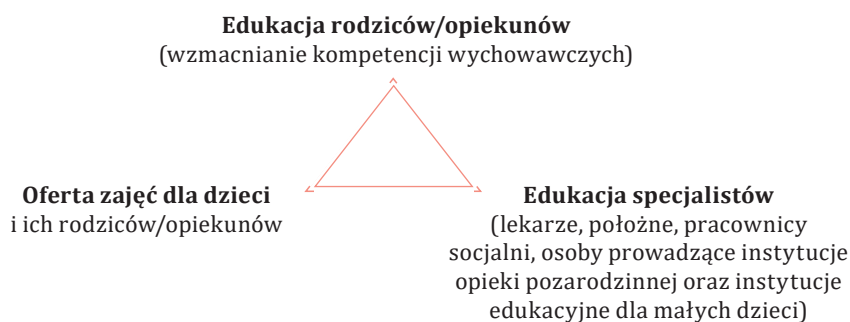 Edukacja rodziców/opiekunów
(wzmacnianie kompetencji wychowawczych)
Oferta zajęć dla dzieci
i ich rodziców/opiekunów
Edukacja specjalistów
(lekarze, położne, pracownicy
socjalni, osoby prowadzące instytucje
opieki pozarodzinnej oraz instytucje
edukacyjne dla małych dzieci)